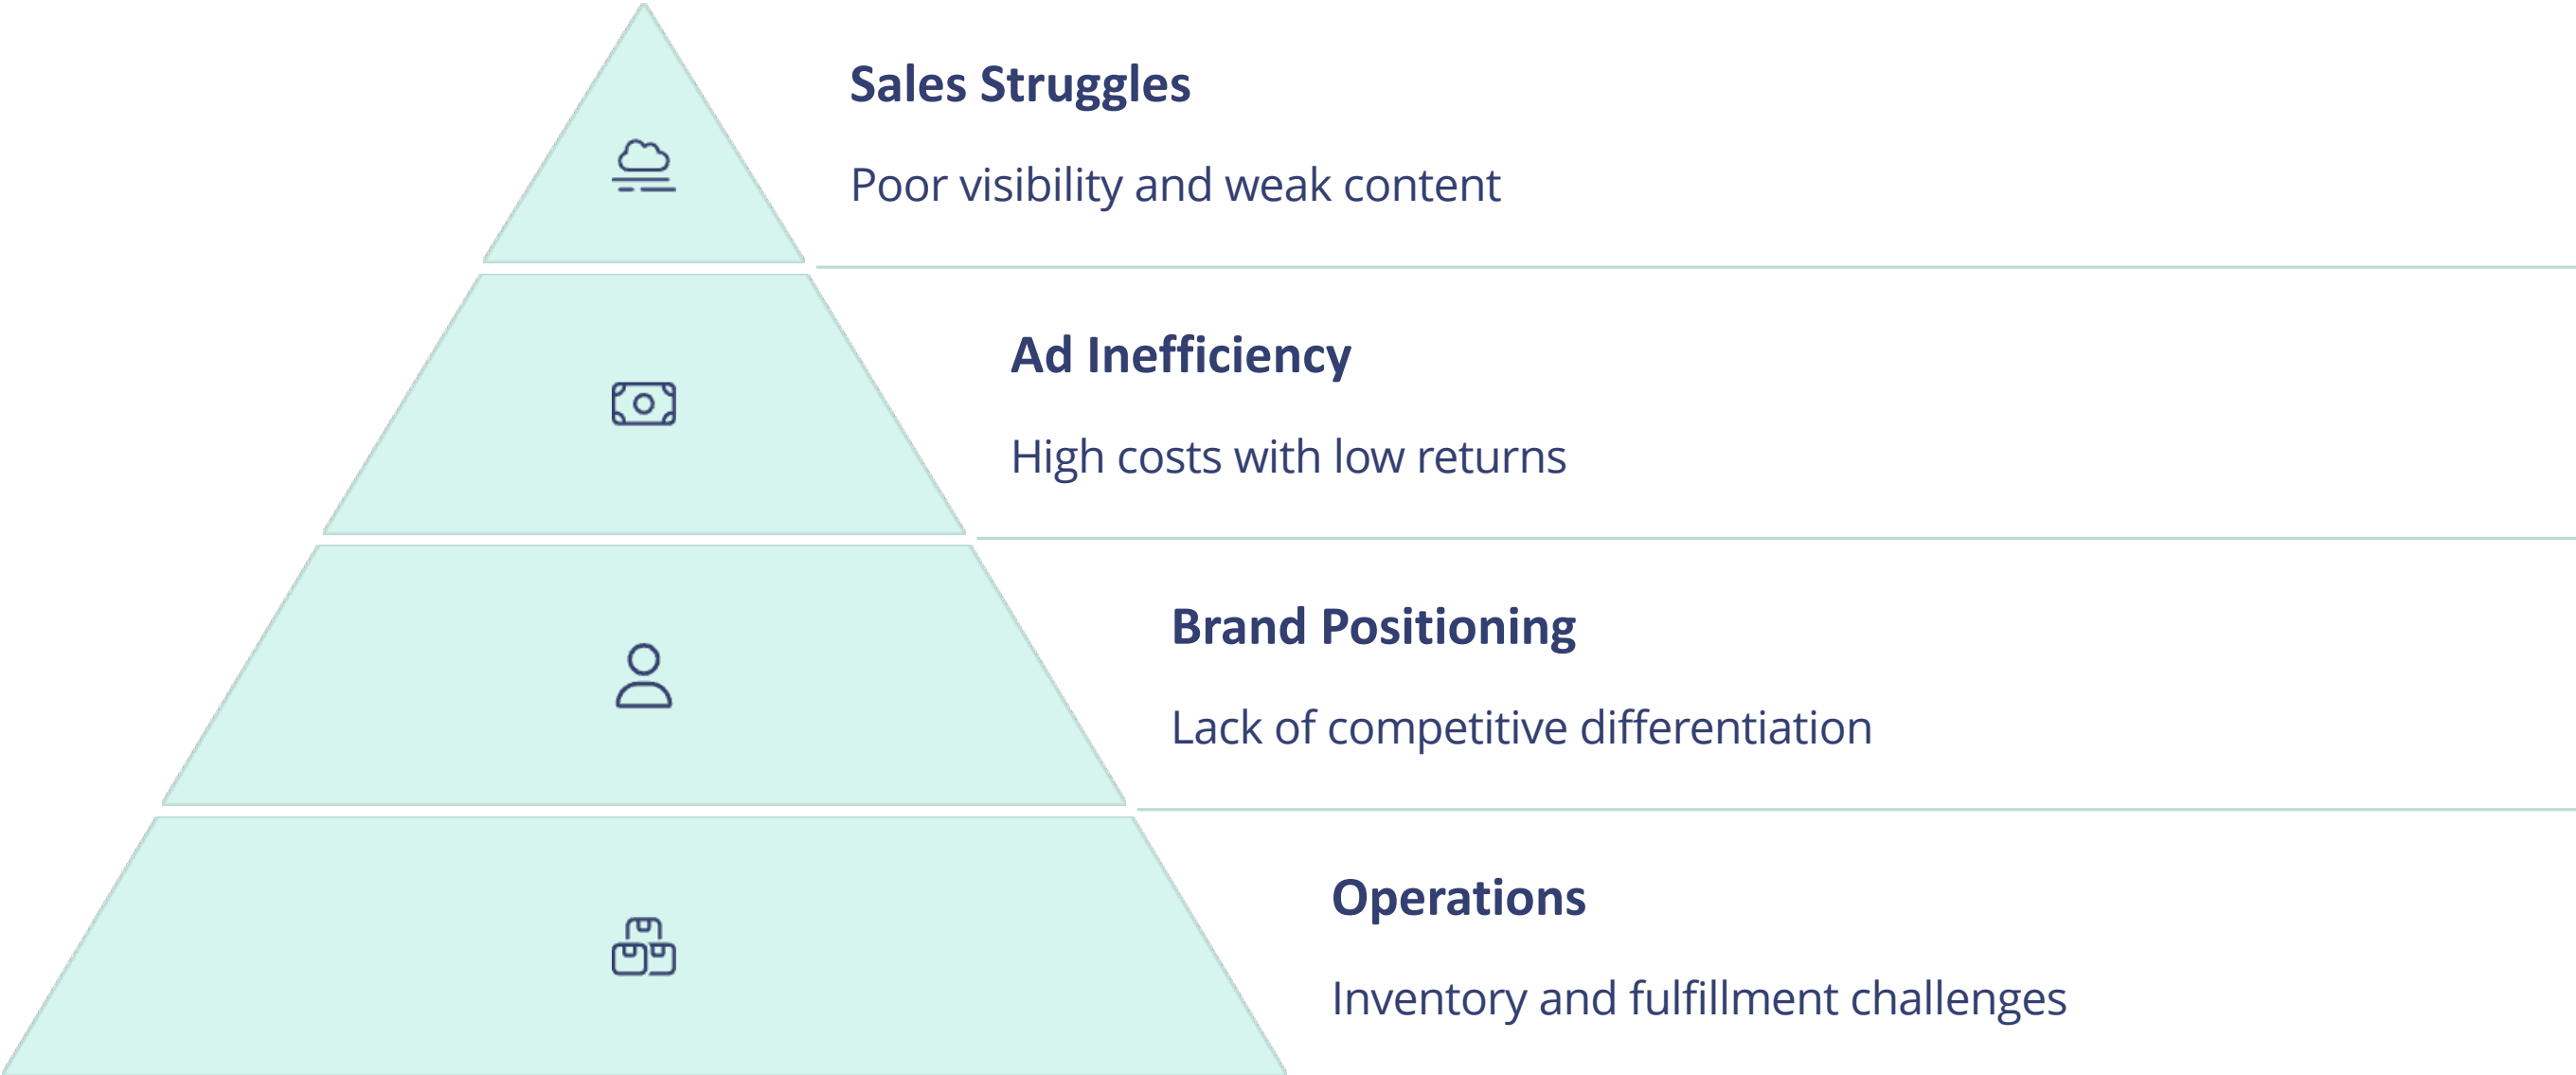 Sales Struggles
Poor visibility and weak content
Ad Inefficiency
High costs with low returns
Brand Positioning
Lack of competitive differentiation
Operations
Inventory and fulfillment challenges